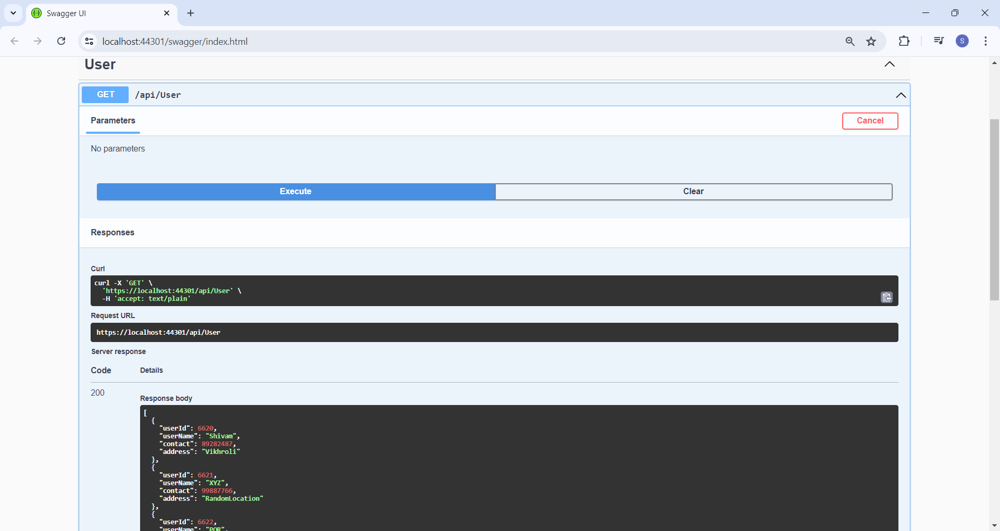 Swagger UI
localhost:44301/swagger/index.html
S
User
GET /api/User
Parameters
Cancel
No parameters
Execute
Clear
Responses
Curl
curl -X 'GET' \
'https://localhost:44301/api/User' \
-H 'accept: text/plain'
Request URL
https://localhost:44301/api/User
Server response
Code Details
200
Response body
[
{
"userId": 6620,
"userName": "Shivam",
"contact": 89282487,
"address": "Vikhroli"
},
{
"userId": 6621,
"userName": "XYZ",
"contact": 99887766,
"address": "RandomLocation"
},
{
"userId": 6622,
"userName": "PQR",